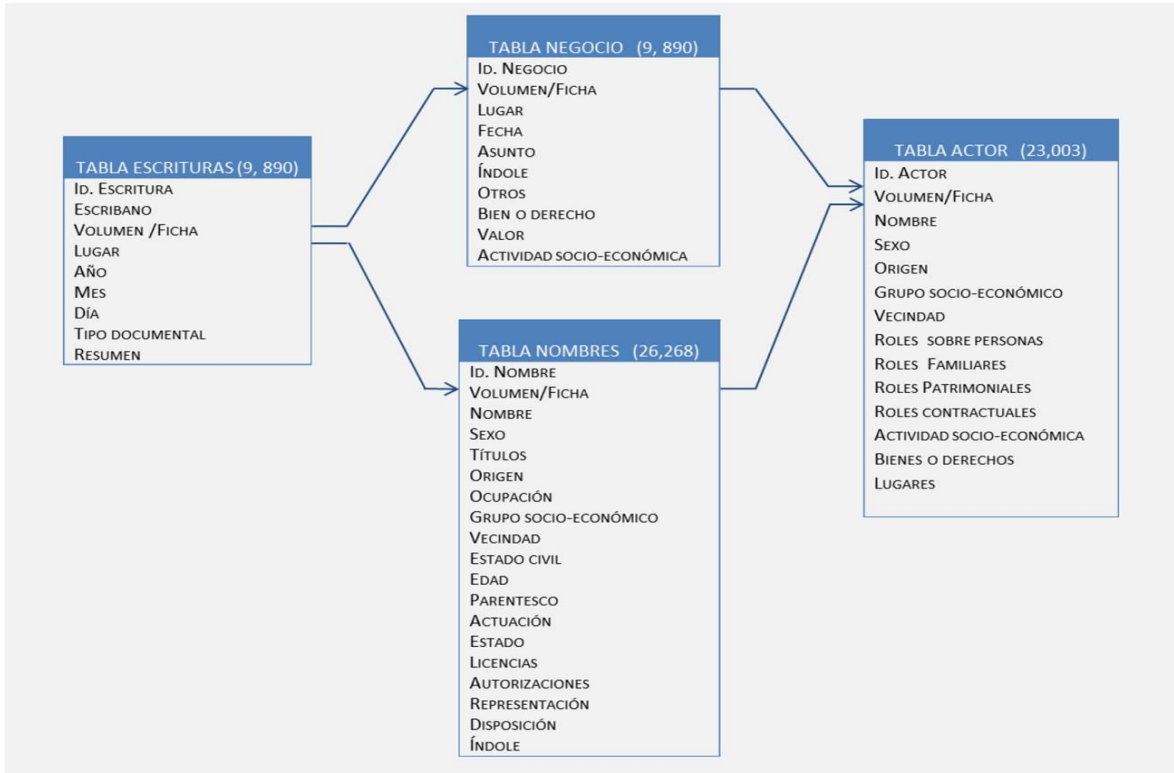 TABLA ESCRITURAS (9, 890)
ID. ESCRITURA
ESCRIBANO
VOLUMEN /FICHA
LUGAR
AÑO
MES
DÍA
TIPO DOCUMENTAL
RESUMEN
TABLA NEGOCIO (9, 890)
ID. NEGOCIO
VOLUMEN/FICHA
LUGAR
FECHA
ASUNTO
ÍNDOLE
OTROS
BIEN O DERECHO
VALOR
ACTIVIDAD SOCIO-ECONÓMICA
TABLA NOMBRES (26,268)
ID. NOMBRE
VOLUMEN/FICHA
NOMBRE
SEXO
TÍTULOS
ORIGEN
OCUPACIÓN
GRUPO SOCIO-ECONÓMICO
VECINDAD
ESTADO CIVIL
EDAD
PARENTESCO
ACTUACIÓN
ESTADO
LICENCIAS
AUTORIZACIONES
REPRESENTACIÓN
DISPOSICIÓN
ÍNDOLE
TABLA ACTOR (23,003)
ID. ACTOR
VOLUMEN/FICHA
NOMBRE
SEXO
ORIGEN
GRUPO SOCIO-ECONÓMICO
VECINDAD
ROLES SOBRE PERSONAS
ROLES FAMILIARES
ROLES PATRIMONIALES
ROLES CONTRACTUALES
ACTIVIDAD SOCIO-ECONÓMICA
BIENES O DERECHOS
LUGARES